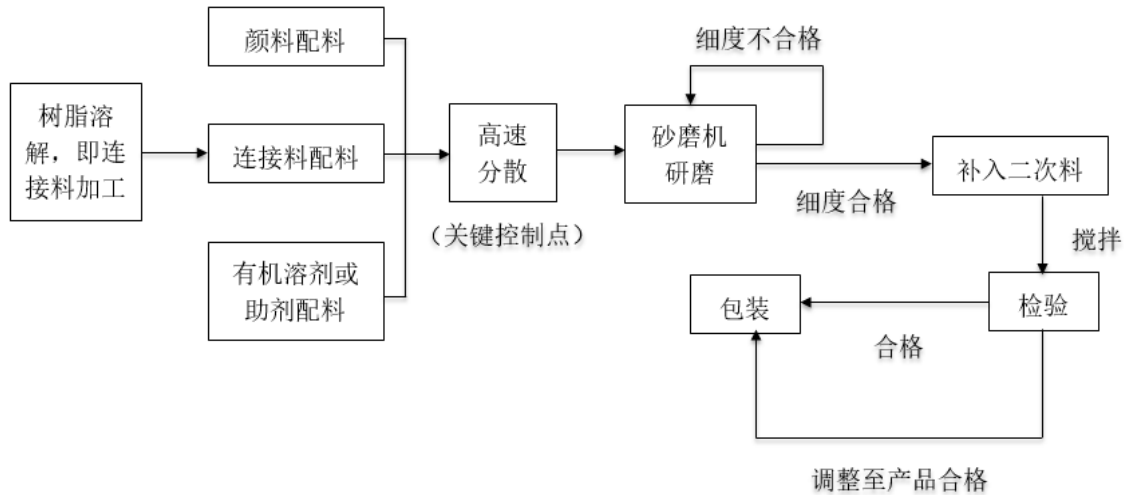 颜料配料
树脂溶
解，即连
接料加工
连接料配料
有机溶剂或
助剂配料
高速
分散
（关键控制点）
细度不合格
砂磨机
研磨
细度合格
补入二次料
搅拌
检验
合格
包装
调整至产品合格